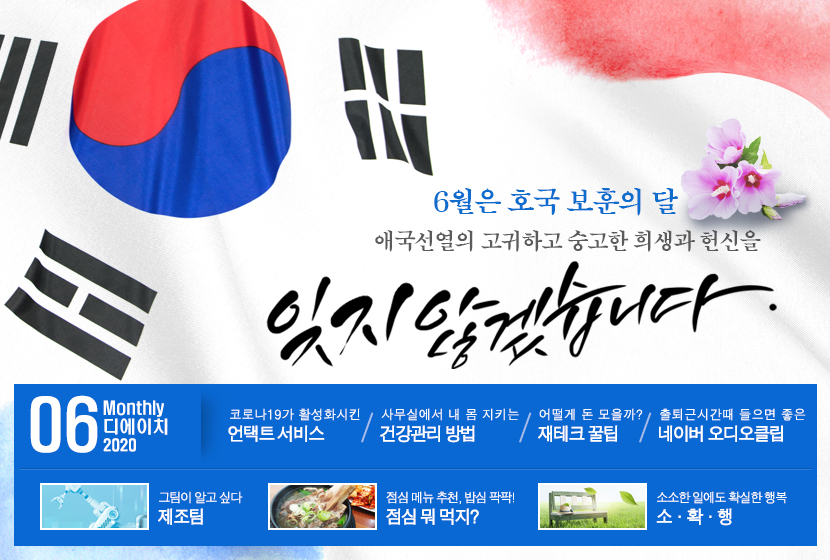 6월은 호국 보훈의 달
애국선열의 고귀하고 숭고한 희생과 헌신을
잊지 않겠습니다.
06
Monthly
디에이치
2020
코로나19가 활성화시킨
언택트 서비스
사무실에서 내 몸 지키는
건강관리 방법
어떻게 돈 모을까?
재테크 꿀팁
출퇴근시간때 들으면 좋은
네이버 오디오클립
그팀이 알고 싶다
제조팀
점심 메뉴 추천, 밥심 팍팍!
점심 뭐 먹지?
소소한 일에도 확실한 행복
소 · 확 · 행